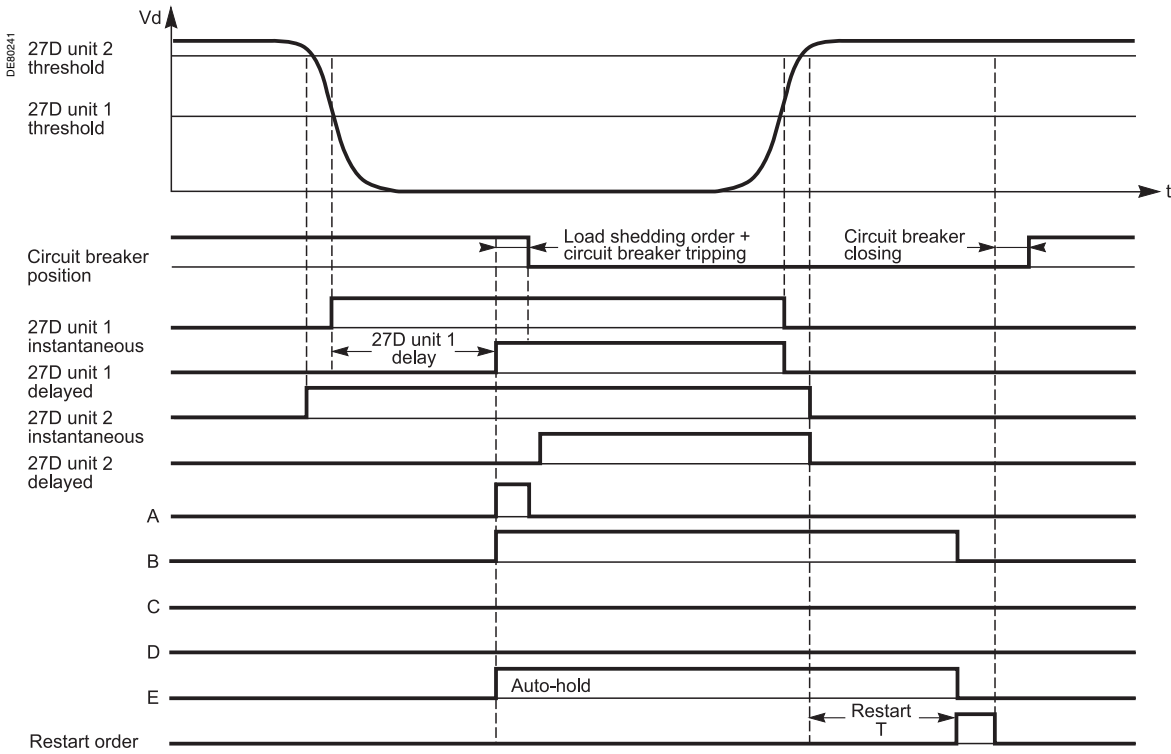 Vd
DE80241
27D unit 2
threshold
27D unit 1
threshold
t
Circuit breaker
position
Load shedding order +
circuit breaker tripping
Circuit breaker
closing
27D unit 1
instantaneous
27D unit 1
delay
27D unit 1
delayed
27D unit 2
instantaneous
27D unit 2
delayed
A
B
C
D
E
Auto-hold
Restart
T
Restart order